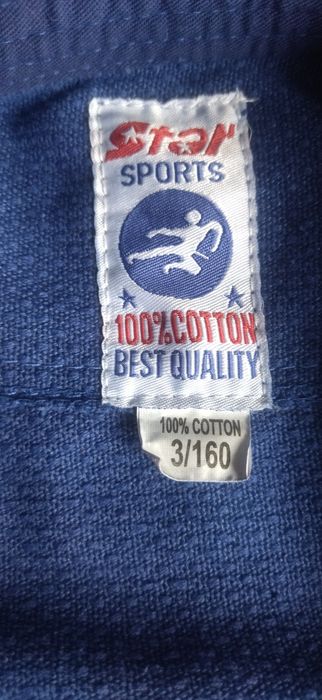 Star
SPORTS
100%COTTON
BEST QUALITY
100% COTTON
3/160